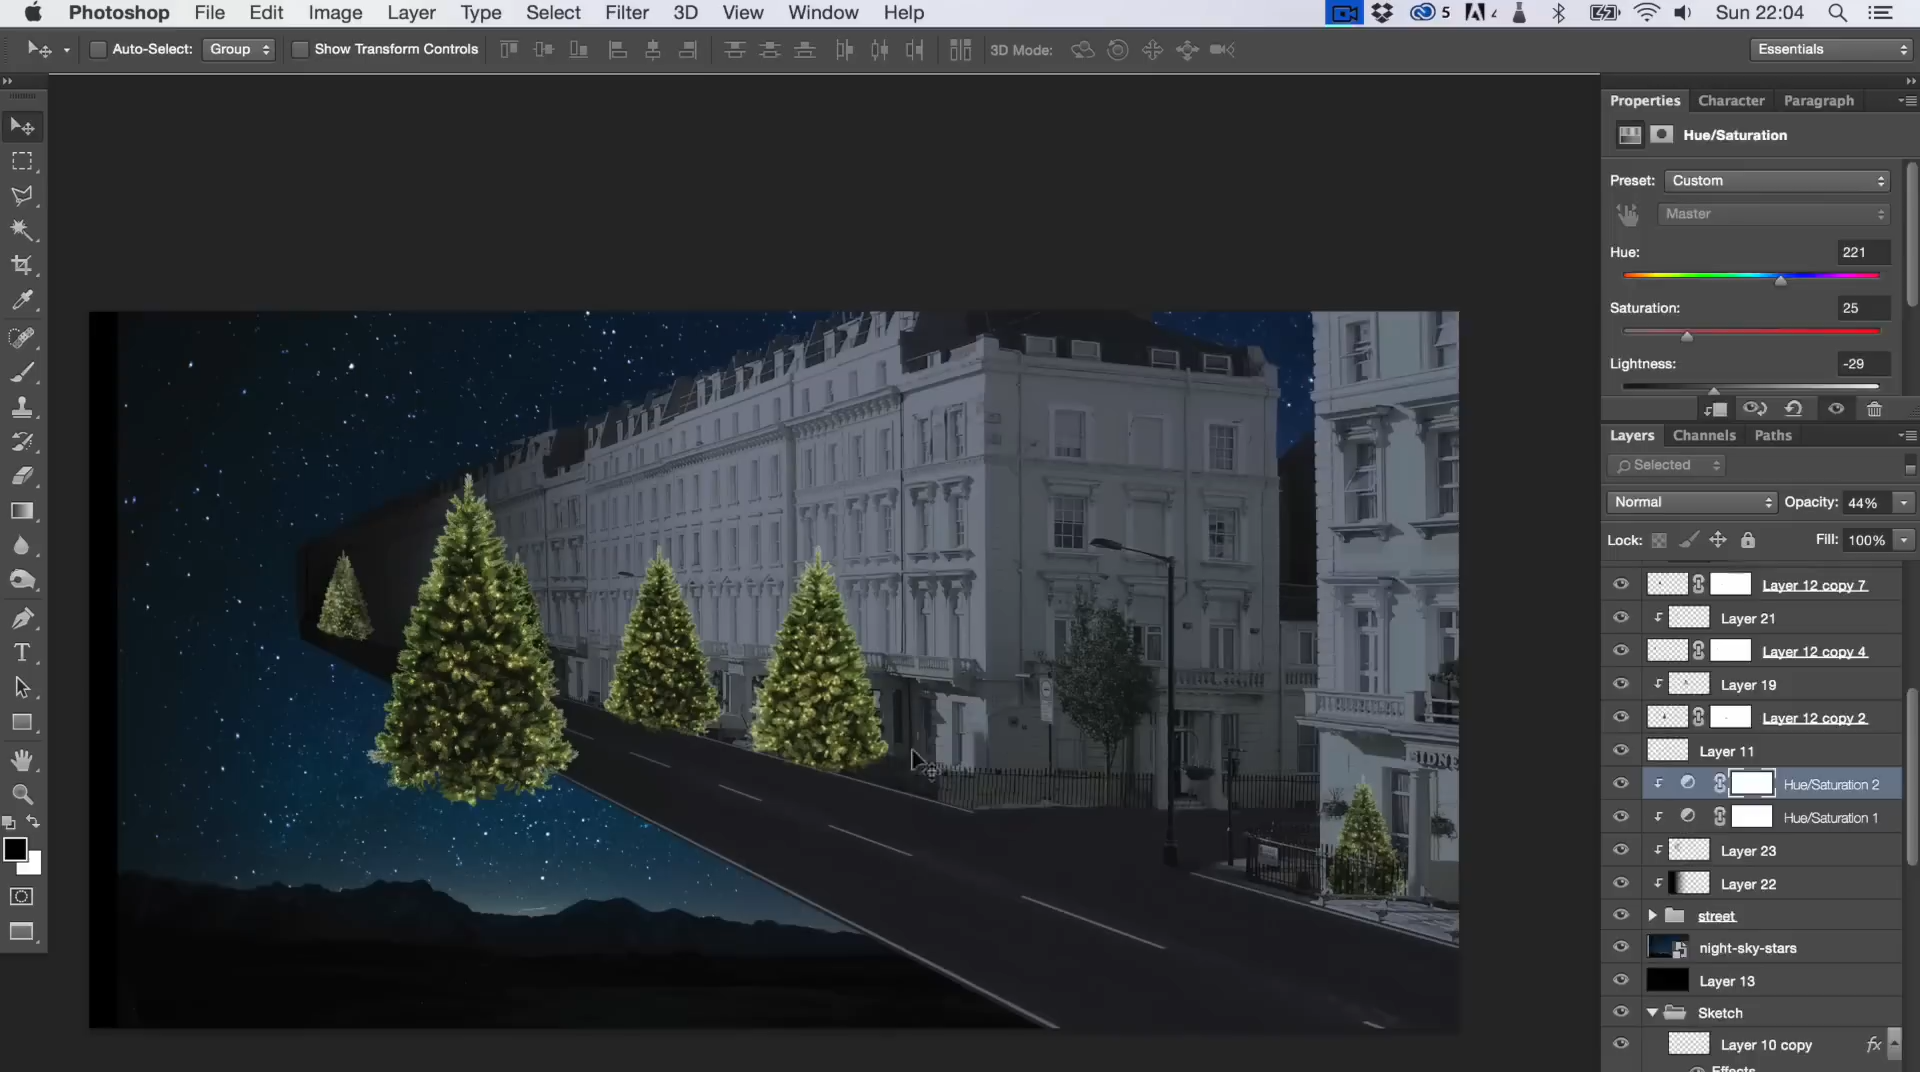 Photoshop File Edit Image Layer Type Select Filter 3D View Window Help 5 4 Sun 22:04
Auto-Select: Group Show Transform Controls 3D Mode: Essentials
Properties Character Paragraph
Hue/Saturation
Preset: Custom
Master
Hue: 221
Saturation: 25
Lightness: -29
Layers Channels Paths
Selected
Normal Opacity: 44%
Lock: Fill: 100%
Layer 12 copy 7
Layer 21
Layer 12 copy 4
Layer 19
Layer 12 copy 2
Layer 11
Hue/Saturation 2
Hue/Saturation 1
Layer 23
Layer 22
street
night-sky-stars
Layer 13
Sketch
Layer 10 copy fx
Effects
T
SIDNE